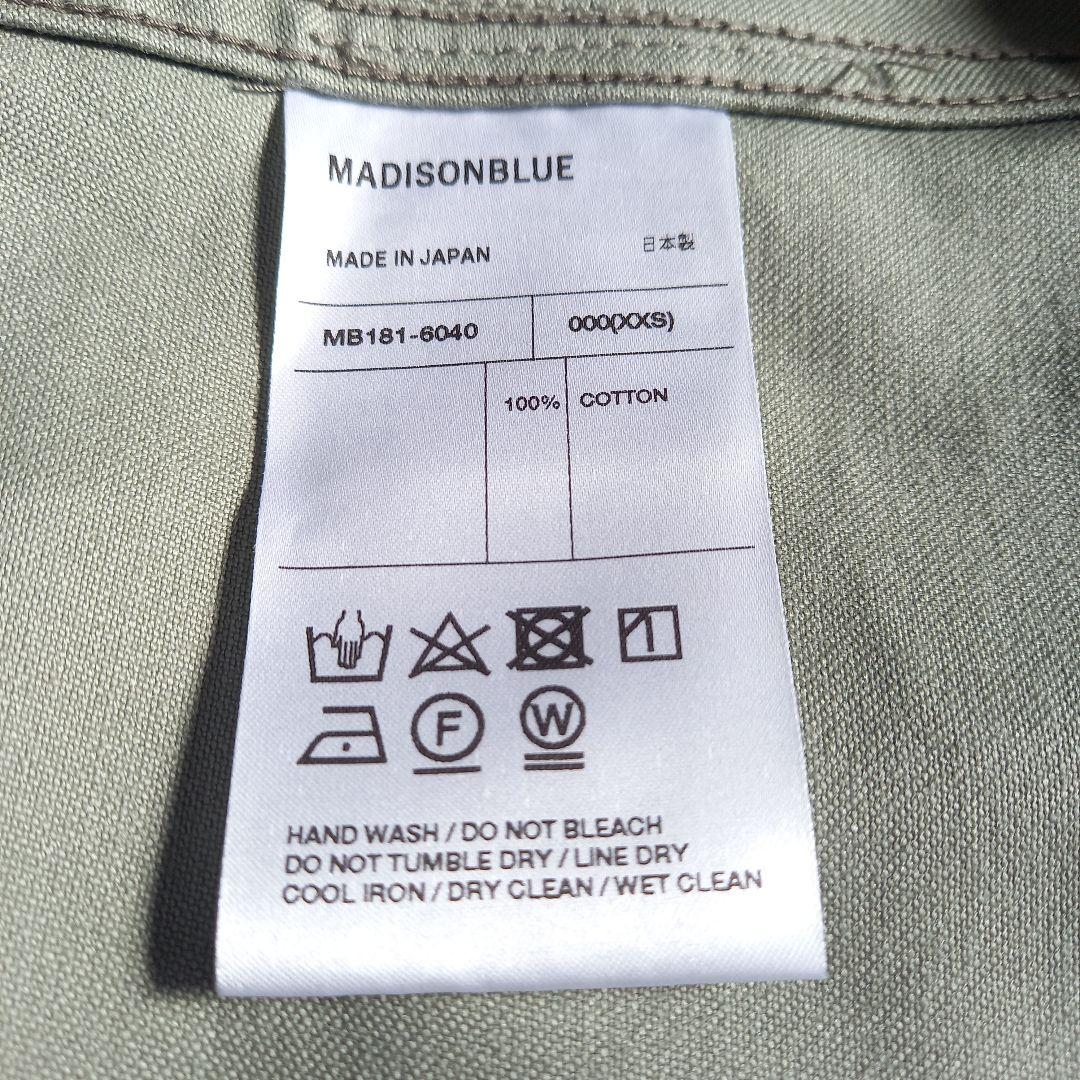 MADISONBLUE
MADE IN JAPAN 日本製
MB181-6040 000(XXS)
100% COTTON
F W
HAND WASH / DO NOT BLEACH
DO NOT TUMBLE DRY / LINE DRY
COOL IRON / DRY CLEAN / WET CLEAN